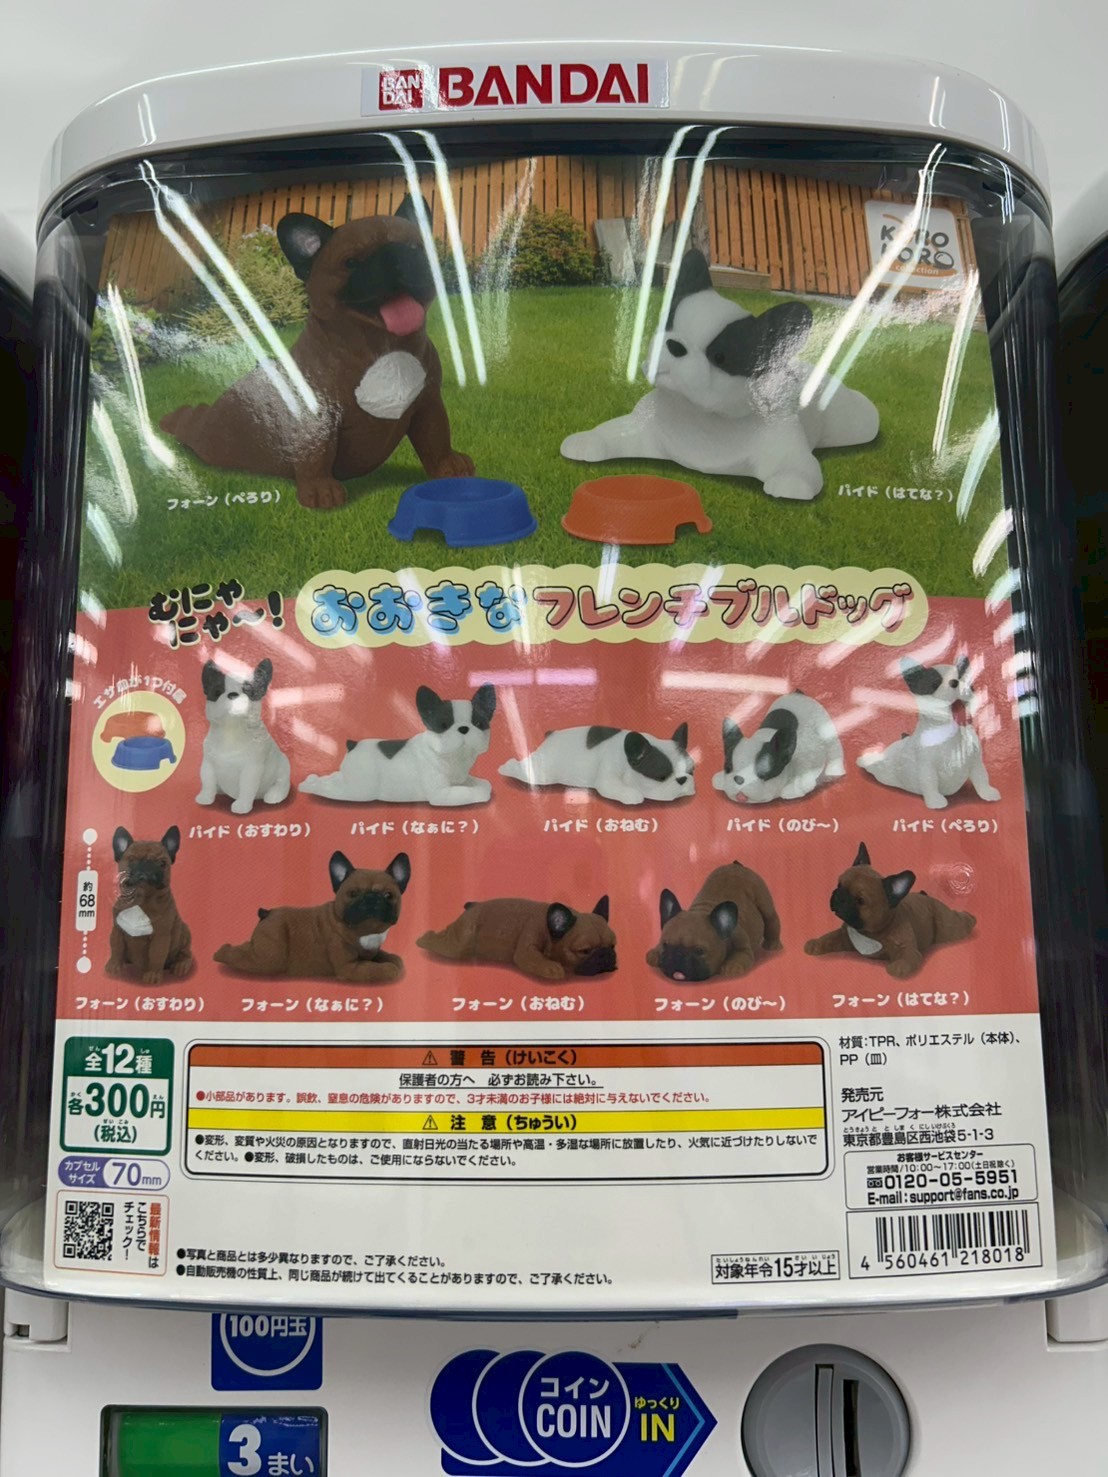 BAN
DAI
BANDAI
KORO
collection
フォーン（ぺろり）
パイド（はてな？）
むにゃ
にゃ〜！
おおきなフレンチブルドッグ
エサ皿が1つ付属
パイド（おすわり）
パイド（なぁに？）
パイド（おねむ）
パイド（のび〜）
パイド（ぺろり）
約
68
mm
フォーン（おすわり）
フォーン（なぁに？）
フォーン（おねむ）
フォーン（のび〜）
フォーン（はてな？）
全12種
各300円
（税込）
カプセル
サイズ
70mm
最新情報は
こちらで
チェック！
⚠ 警 告（けいこく）
保護者の方へ　必ずお読み下さい。
●小部品があります。誤飲、窒息の危険がありますので、3才未満のお子様には絶対に与えないでください。
⚠ 注 意（ちゅうい）
●変形、変質や火災の原因となりますので、直射日光の当たる場所や高温・多湿な場所に放置したり、火気に近づけたりしないで
ください。●変形、破損したものは、ご使用にならないでください。
●写真と商品とは多少異なりますので、ご了承ください。
●自動販売機の性質上、同じ商品が続けて出てくることがありますので、ご了承ください。
材質：TPR、ポリエステル（本体）、
PP（皿）
発売元
アイピーフォー株式会社
東京都豊島区西池袋5-1-3
お客様サービスセンター
営業時間/10：00〜17：00（土日祝除く）
0120-05-5951
E-mail：support@fans.co.jp
対象年令15才以上
4 560461 218018
100円玉
3まい
コイン
COIN
ゆっくり
IN